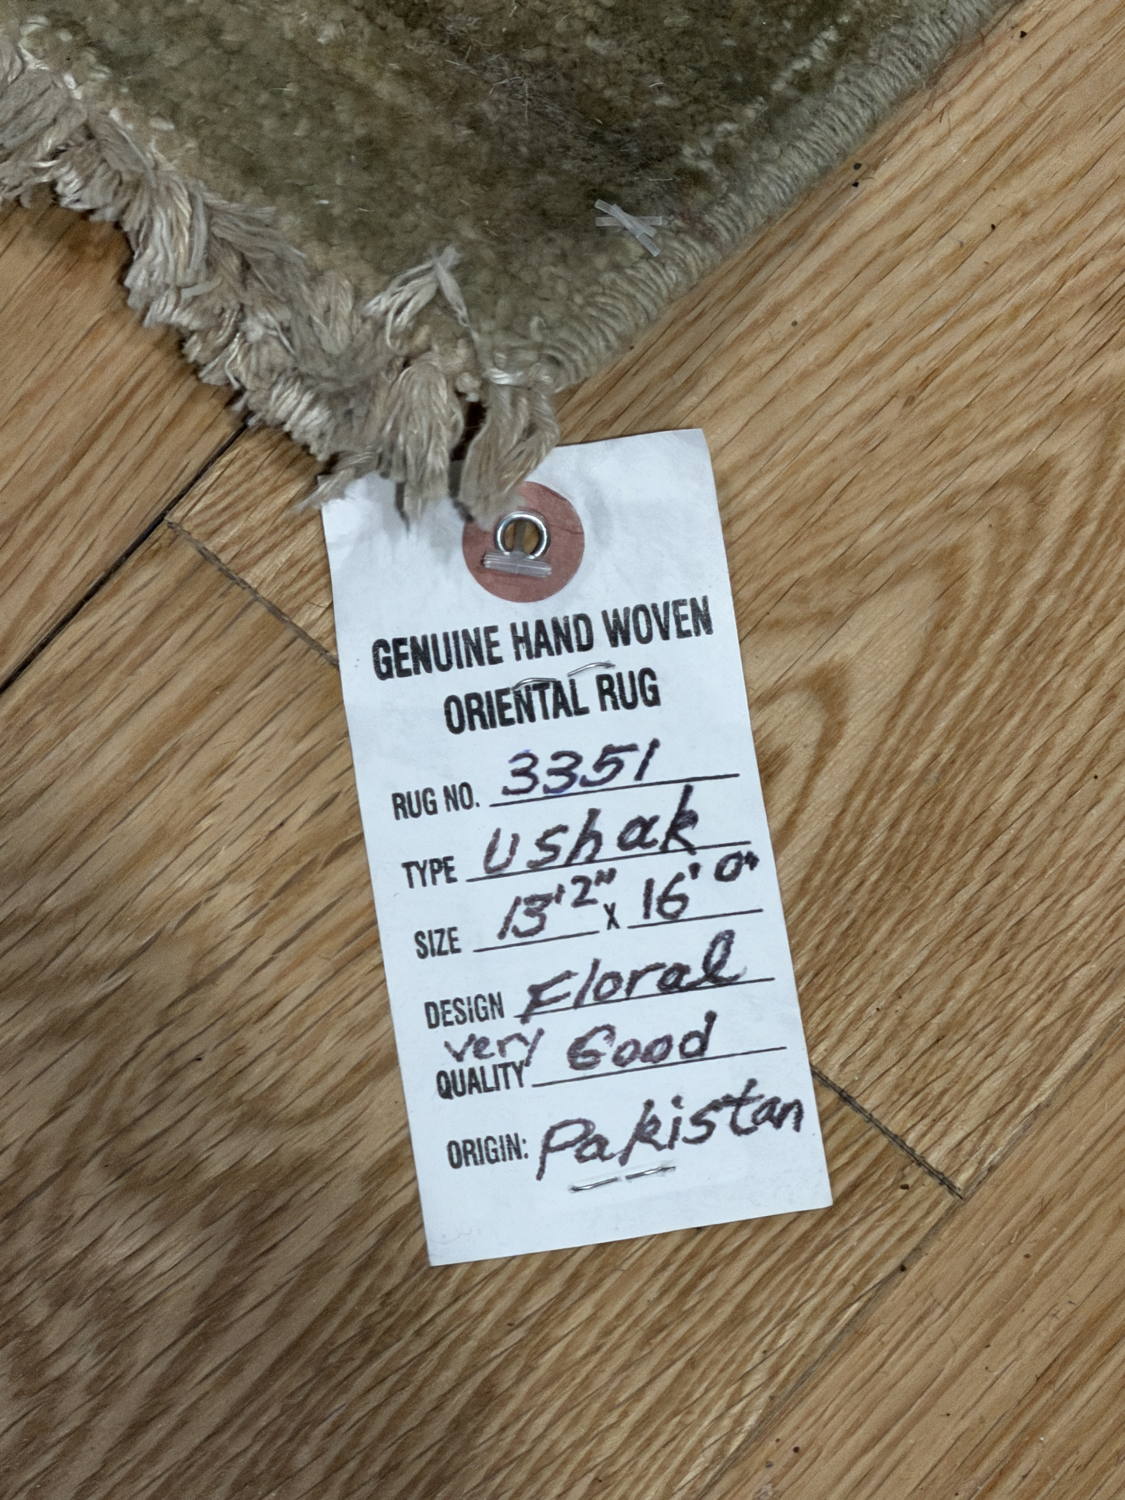 GENUINE HAND WOVEN
ORIENTAL RUG
RUG NO. 3351
TYPE Ushak
SIZE 13'2" X 16' 0"
DESIGN Floral
very
QUALITY Good
ORIGIN: Pakistan